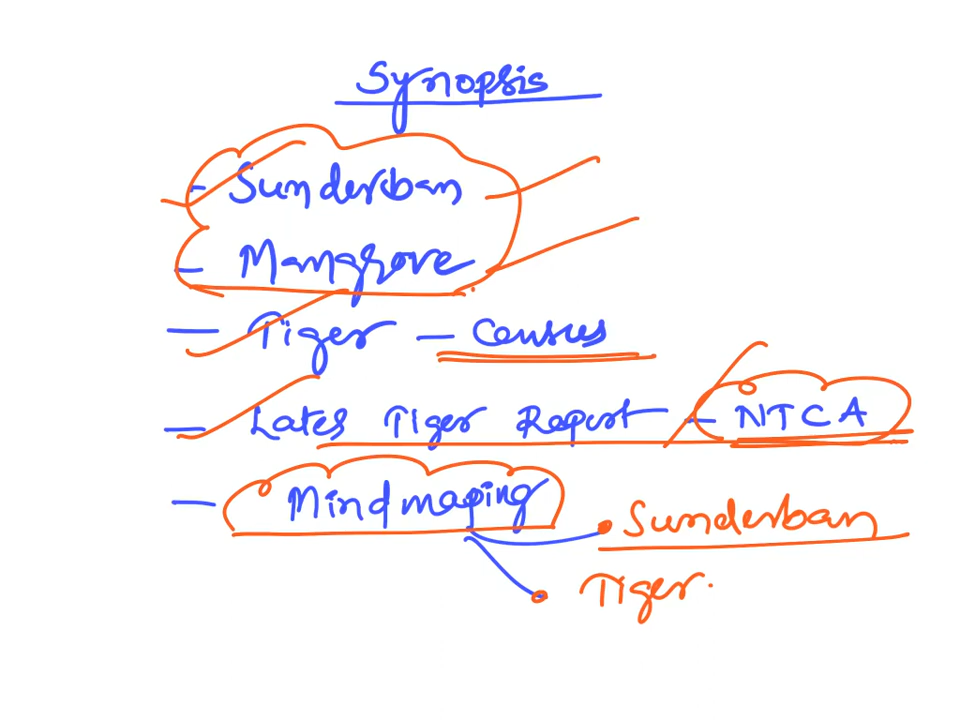 Synopsis
- Sunderban
- Mangrove
- Tiger - Census
- Lates Tiger Report - NTCA
- Mindmaping
Sunderban
Tiger.